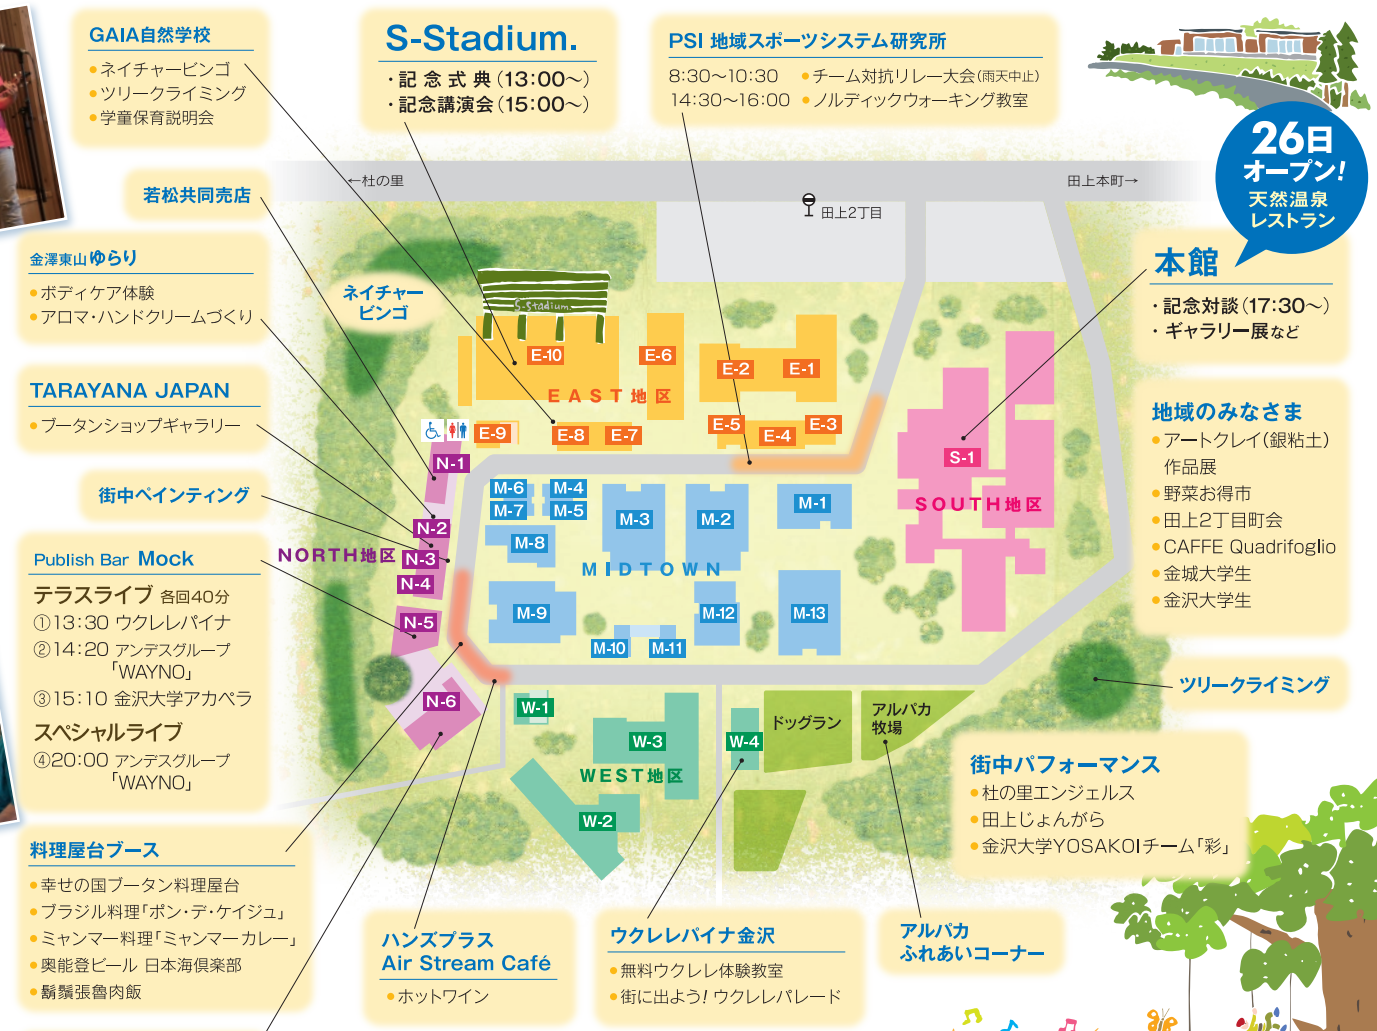 GAIA自然学校
●ネイチャービンゴ
●ツリークライミング
●学童保育説明会
S-Stadium.
・記念式典(13:00〜)
・記念講演会(15:00〜)
PSI 地域スポーツシステム研究所
8:30〜10:30 ●チーム対抗リレー大会(雨天中止)
14:30〜16:00 ●ノルディックウォーキング教室
26日
オープン!
天然温泉
レストラン
若松共同売店
←杜の里
田上本町→
田上2丁目
金澤東山ゆらり
●ボディケア体験
●アロマ・ハンドクリームづくり
ネイチャー
ビンゴ
S-Stadium.
本館
・記念対談(17:30〜)
・ギャラリー展など
TARAYANA JAPAN
●ブータンショップギャラリー
街中ペインティング
E-10
E-6
E-2
E-1
EAST地区
E-9
E-8
E-7
E-5
E-4
E-3
地域のみなさま
●アートクレイ(銀粘土)
作品展
●野菜お得市
●田上2丁目町会
●CAFFE Quadrifoglio
●金城大学生
●金沢大学生
N-1
N-2
N-3
N-4
N-5
N-6
NORTH地区
M-6
M-4
M-7
M-5
M-3
M-2
M-1
M-8
MIDTOWN
M-9
M-12
M-13
M-10
M-11
S-1
SOUTH地区
Publish Bar Mock
テラスライブ 各回40分
①13:30 ウクレレパイナ
②14:20 アンデスグループ
「WAYNO」
③15:10 金沢大学アカペラ
スペシャルライブ
④20:00 アンデスグループ
「WAYNO」
ツリークライミング
W-1
W-3
W-4
WEST地区
W-2
ドッグラン
アルパカ
牧場
街中パフォーマンス
●杜の里エンジェルス
●田上じょんがら
●金沢大学YOSAKOIチーム「彩」
料理屋台ブース
●幸せの国ブータン料理屋台
●ブラジル料理「ポン・デ・ケイジュ」
●ミャンマー料理「ミャンマーカレー」
●奥能登ビール 日本海倶楽部
●鬍鬚張魯肉飯
ハンズプラス
Air Stream Café
●ホットワイン
ウクレレパイナ金沢
●無料ウクレレ体験教室
●街に出よう! ウクレレパレード
アルパカ
ふれあいコーナー